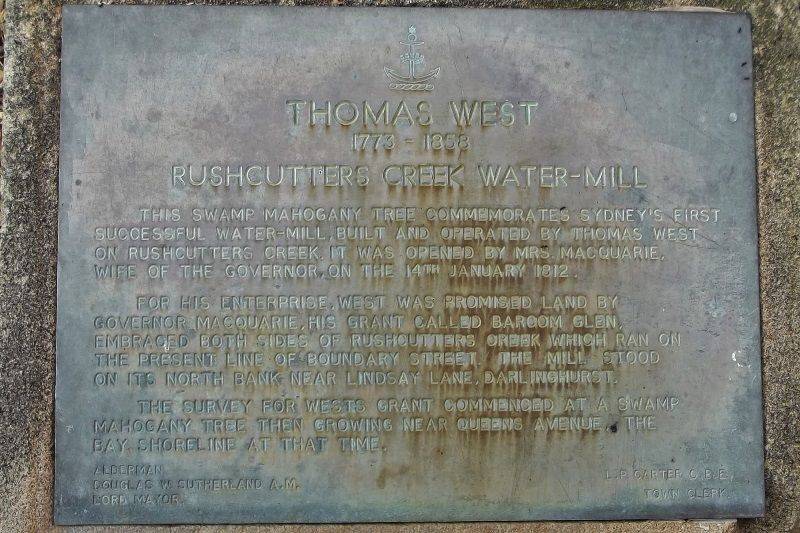 THOMAS WEST
1773 - 1858
RUSHCUTTERS CREEK WATER-MILL
THIS SWAMP MAHOGANY TREE COMMEMORATES SYDNEY'S FIRST
SUCCESSFUL WATER-MILL, BUILT AND OPERATED BY THOMAS WEST
ON RUSHCUTTERS CREEK. IT WAS OPENED BY MRS. MACQUARIE,
WIFE OF THE GOVERNOR, ON THE 14TH JANUARY 1812.
FOR HIS ENTERPRISE, WEST WAS PROMISED LAND BY
GOVERNOR MACQUARIE, HIS GRANT CALLED BAROOM GLEN,
EMBRACED BOTH SIDES OF RUSHCUTTERS CREEK WHICH RAN ON
THE PRESENT LINE OF BOUNDARY STREET. THE MILL STOOD
ON ITS NORTH BANK NEAR LINDSAY LANE, DARLINGHURST.
THE SURVEY FOR WESTS GRANT COMMENCED AT A SWAMP
MAHOGANY TREE THEN GROWING NEAR QUEENS AVENUE, THE
BAY SHORELINE AT THAT TIME.
ALDERMAN
DOUGLAS W. SUTHERLAND A.M.
LORD MAYOR.
L.P. CARTER O.B.E.
TOWN CLERK.